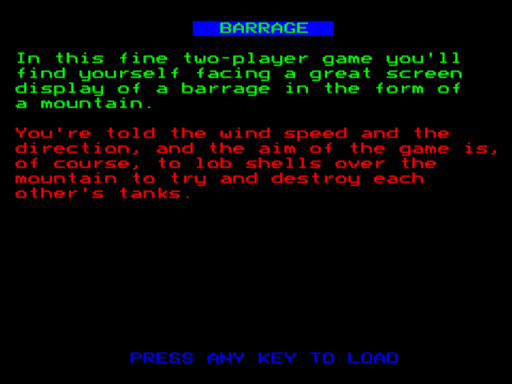 BARRAGE
In this fine two-player game you'll
find yourself facing a great screen
display of a barrage in the form of
a mountain.
You're told the wind speed and the
direction, and the aim of the game is,
of course, to lob shells over the
mountain to try and destroy each
other's tanks.
PRESS ANY KEY TO LOAD